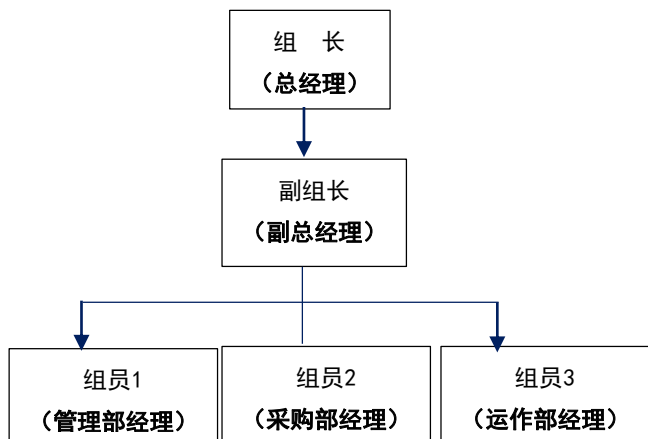 组　长
（总经理）
副组长
（副总经理）
组员1
（管理部经理）
组员2
（采购部经理）
组员3
（运作部经理）